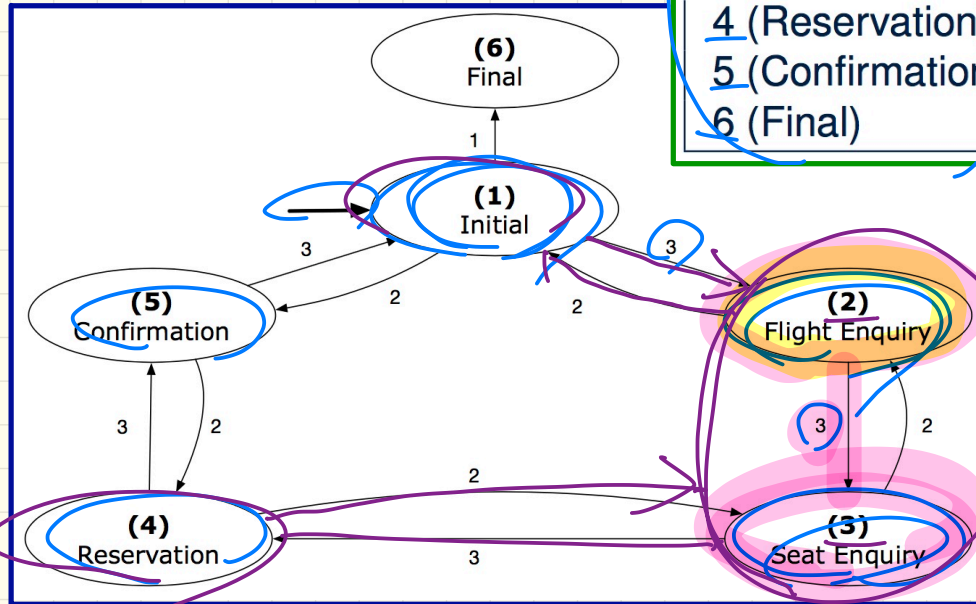 4 (Reservation
5 (Confirmation
6 (Final)
(6)
Final
1
(1)
Initial
3
3
2
2
(5)
Confirmation
(2)
Flight Enquiry
3
2
3
2
2
(4)
Reservation
3
(3)
Seat Enquiry